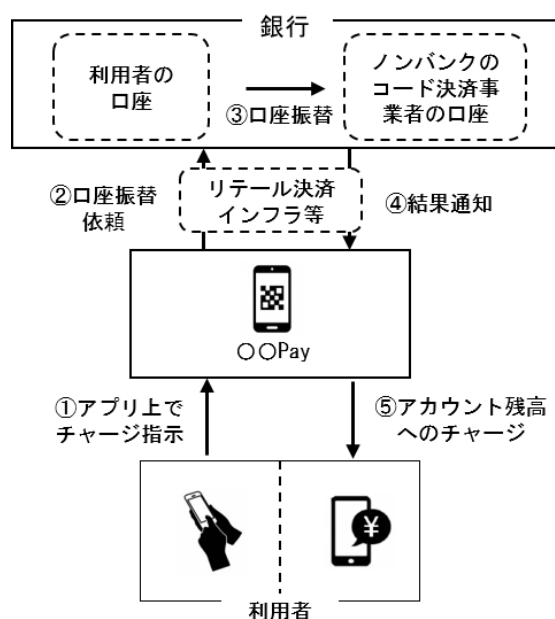 銀行
利用者の
口座
ノンバンクの
コード決済事
業者の口座
③口座振替
②口座振替
依頼
リテール決済
インフラ等
④結果通知
○○Pay
①アプリ上で
チャージ指示
⑤アカウント残高
へのチャージ
¥
利用者